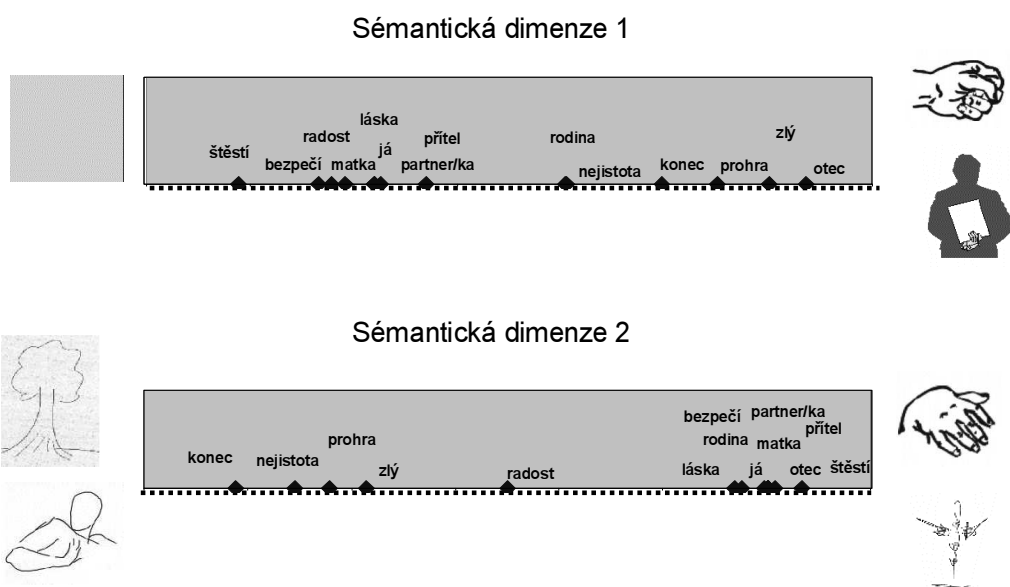 Sémantická dimenze 1
láska
radost
přítel
rodina
zlý
štěstí
já
bezpečí
matka
partner/ka
nejistota
konec
prohra
otec
Sémantická dimenze 2
bezpečí
partner/ka
přítel
prohra
rodina
matka
konec
nejistota
zlý
radost
láska
já
otec
štěstí